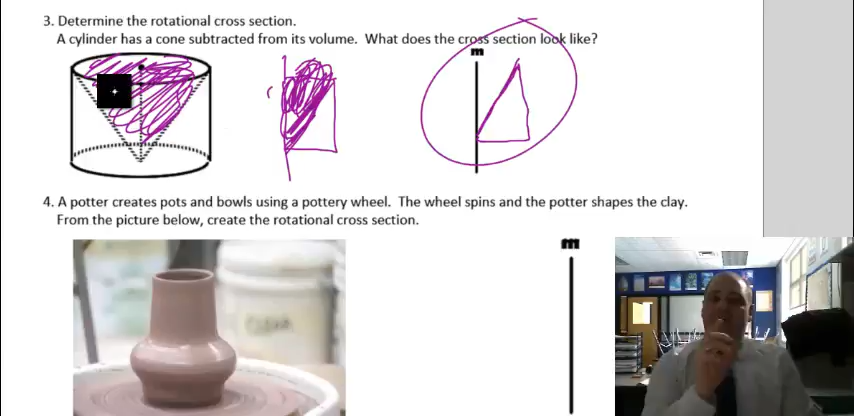 3. Determine the rotational cross section.
A cylinder has a cone subtracted from its volume.  What does the cross section look like?
m
4. A potter creates pots and bowls using a pottery wheel.  The wheel spins and the potter shapes the clay.
From the picture below, create the rotational cross section.
m